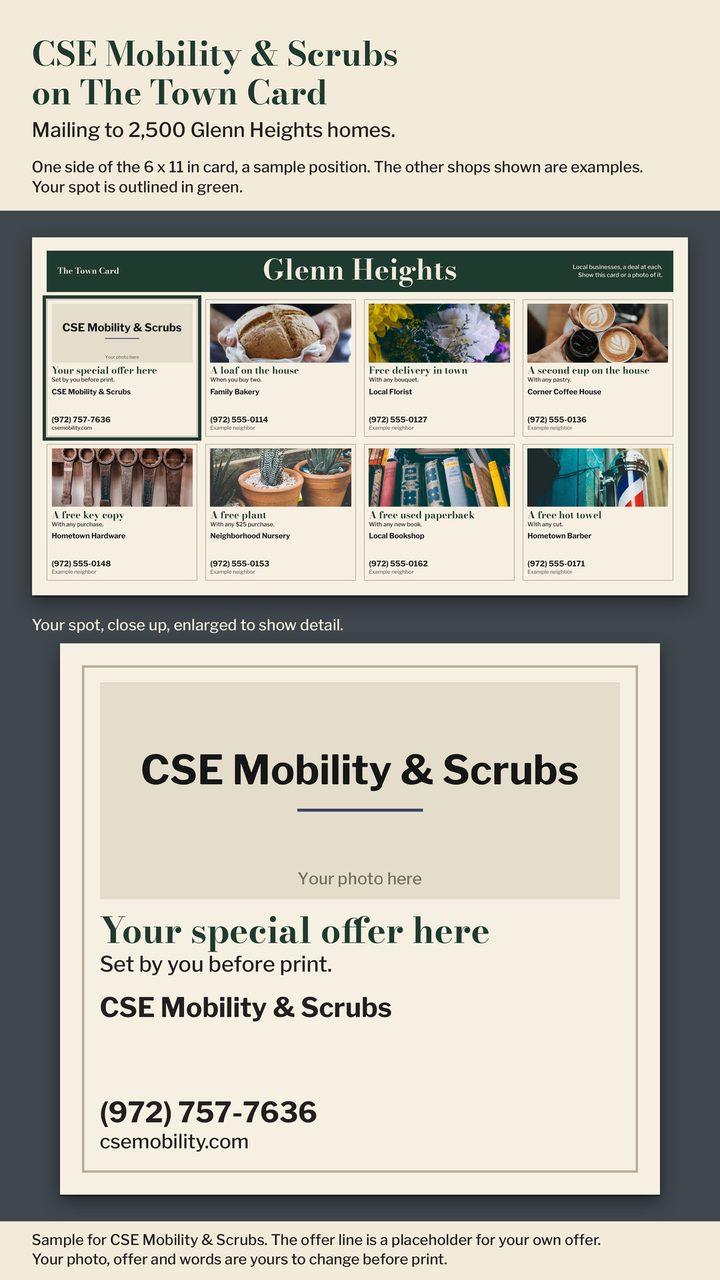 CSE Mobility & Scrubs
on The Town Card
Mailing to 2,500 Glenn Heights homes.
One side of the 6 x 11 in card, a sample position. The other shops shown are examples.
Your spot is outlined in green.
The Town Card
Glenn Heights
Local businesses, a deal at each.
Show this card or a photo of it.
CSE Mobility & Scrubs
Your photo here
Your special offer here
Set by you before print.
CSE Mobility & Scrubs
(972) 757-7636
csemobility.com
A loaf on the house
When you buy two.
Family Bakery
(972) 555-0114
Example neighbor
Free delivery in town
With any bouquet.
Local Florist
(972) 555-0127
Example neighbor
A second cup on the house
With any pastry.
Corner Coffee House
(972) 555-0136
Example neighbor
A free key copy
With any purchase.
Hometown Hardware
(972) 555-0148
Example neighbor
A free plant
With any $25 purchase.
Neighborhood Nursery
(972) 555-0153
Example neighbor
A free used paperback
With any new book.
Local Bookshop
(972) 555-0162
Example neighbor
A free hot towel
With any cut.
Hometown Barber
(972) 555-0171
Example neighbor
Your spot, close up, enlarged to show detail.
CSE Mobility & Scrubs
Your photo here
Your special offer here
Set by you before print.
CSE Mobility & Scrubs
(972) 757-7636
csemobility.com
Sample for CSE Mobility & Scrubs. The offer line is a placeholder for your own offer.
Your photo, offer and words are yours to change before print.